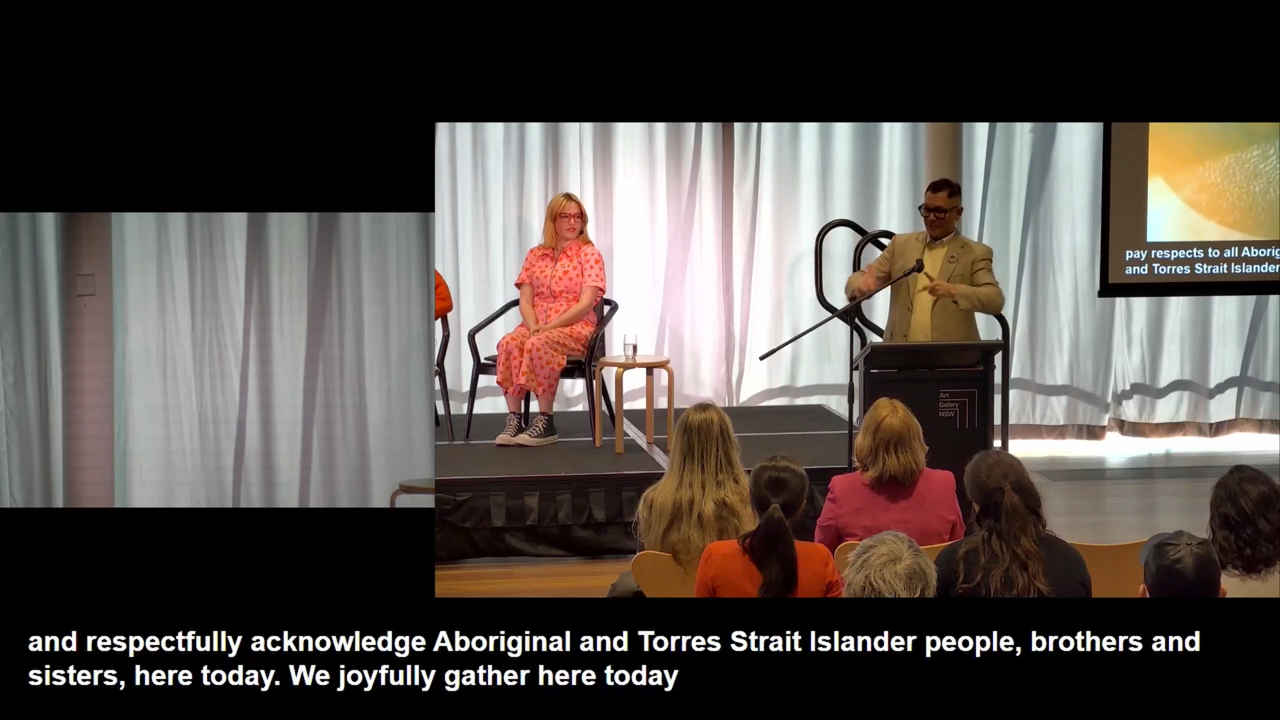 pay respects to all Aborig
and Torres Strait Islander
Art
Gallery
NSW
and respectfully acknowledge Aboriginal and Torres Strait Islander people, brothers and
sisters, here today. We joyfully gather here today